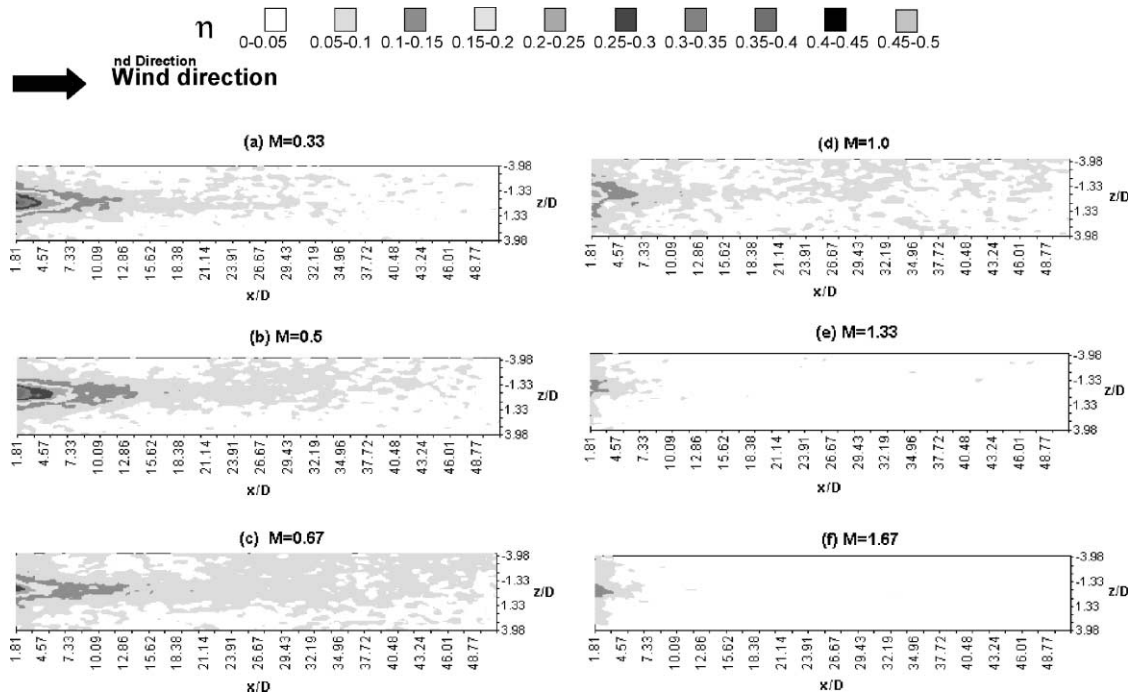 η
0-0.05 0.05-0.1 0.1-0.15 0.15-0.2 0.2-0.25 0.25-0.3 0.3-0.35 0.35-0.4 0.4-0.45 0.45-0.5
nd Direction
Wind direction
(a) M=0.33
-3.98
-1.33
z/D
1.33
3.98
1.81 4.57 7.33 10.09 12.86 15.62 18.38 21.14 23.91 26.67 29.43 32.19 34.96 37.72 40.48 43.24 46.01 48.77
x/D
(b) M=0.5
-3.98
-1.33
z/D
1.33
3.98
1.81 4.57 7.33 10.09 12.86 15.62 18.38 21.14 23.91 26.67 29.43 32.19 34.96 37.72 40.48 43.24 46.01 48.77
x/D
(c) M=0.67
-3.98
-1.33
z/D
1.33
3.98
1.81 4.57 7.33 10.09 12.86 15.62 18.38 21.14 23.91 26.67 29.43 32.19 34.96 37.72 40.48 43.24 46.01 48.77
x/D
(d) M=1.0
-3.98
-1.33
z/D
1.33
3.98
1.81 4.57 7.33 10.09 12.86 15.62 18.38 21.14 23.91 26.67 29.43 32.19 34.96 37.72 40.48 43.24 46.01 48.77
x/D
(e) M=1.33
-3.98
-1.33
z/D
1.33
3.98
1.81 4.57 7.33 10.09 12.86 15.62 18.38 21.14 23.91 26.67 29.43 32.19 34.96 37.72 40.48 43.24 46.01 48.77
x/D
(f) M=1.67
-3.98
-1.33
z/D
1.33
3.98
1.81 4.57 7.33 10.09 12.86 15.62 18.38 21.14 23.91 26.67 29.43 32.19 34.96 37.72 40.48 43.24 46.01 48.77
x/D